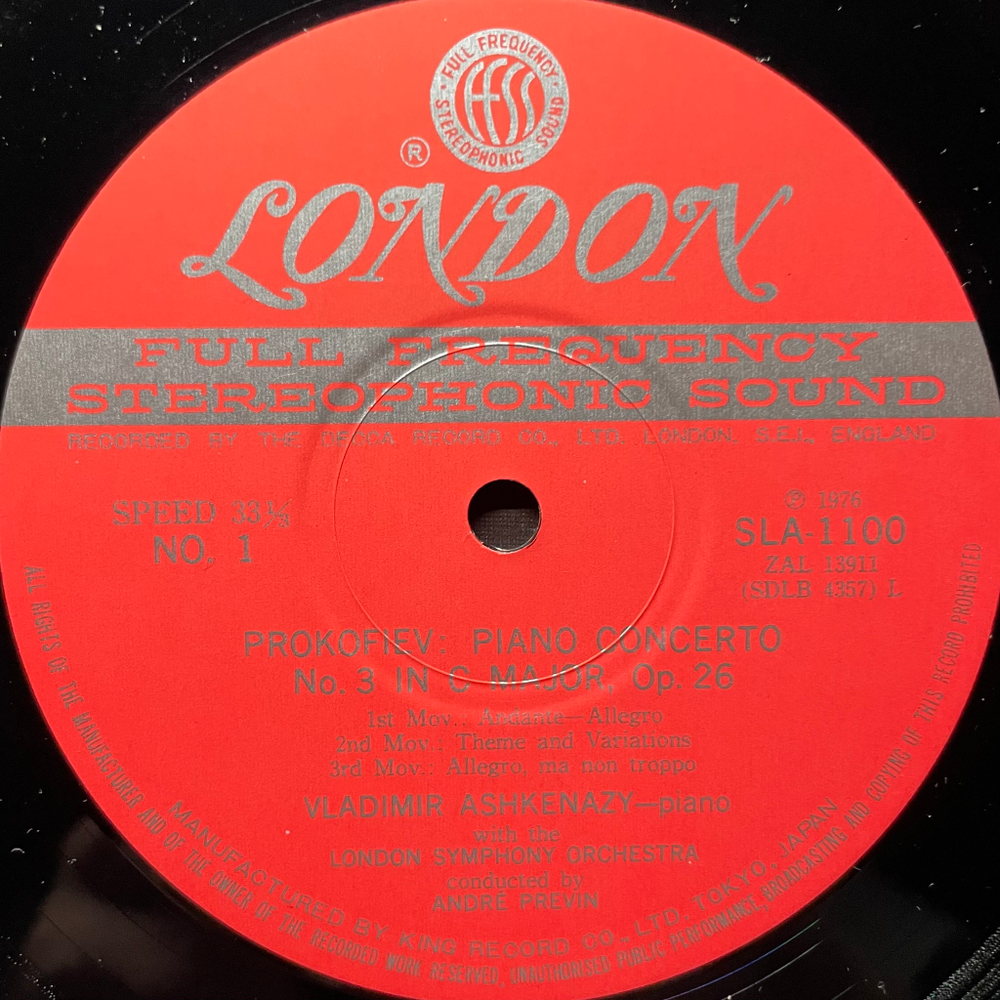 FULL FREQUENCY
ffss
STEREOPHONIC SOUND
®
LONDON
FULL FREQUENCY
STEREOPHONIC SOUND
RECORDED BY THE DECCA RECORD CO., LTD. LONDON. S.E.I., ENGLAND
SPEED 33⅓
NO. 1
℗ 1976
SLA-1100
ZAL 13911
(SDLB 4357) L
PROKOFIEV: PIANO CONCERTO
No. 3 IN C MAJOR, Op. 26
1st Mov.: Andante—Allegro
2nd Mov.: Theme and Variations
3rd Mov.: Allegro, ma non troppo
VLADIMIR ASHKENAZY—piano
with the
LONDON SYMPHONY ORCHESTRA
conducted by
ANDRÉ PREVIN
MANUFACTURED BY KING RECORD CO., LTD. TOKYO, JAPAN
ALL RIGHTS OF THE MANUFACTURER AND OF THE OWNER OF THE RECORDED WORK RESERVED, UNAUTHORISED PUBLIC PERFORMANCE, BROADCASTING AND COPYING OF THIS RECORD PROHIBITED